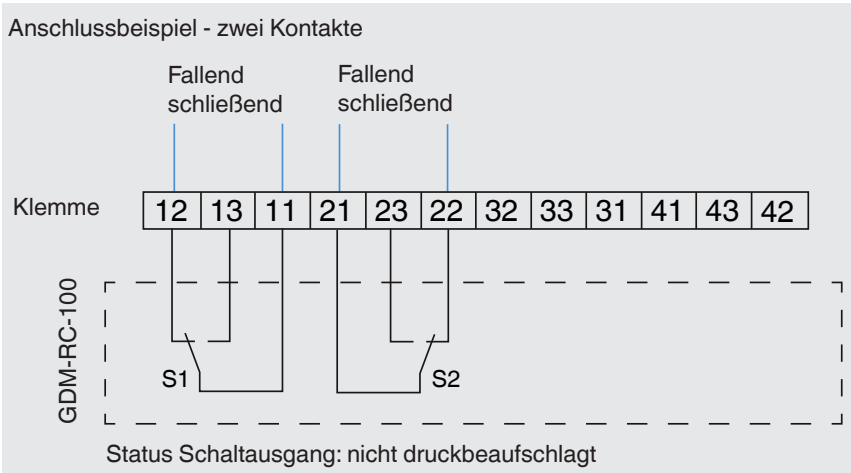 Anschlussbeispiel - zwei Kontakte
Fallend schließend
Fallend schließend
Klemme 12 13 11 21 23 22 32 33 31 41 43 42
GDM-RC-100
S1 S2
Status Schaltausgang: nicht druckbeaufschlagt